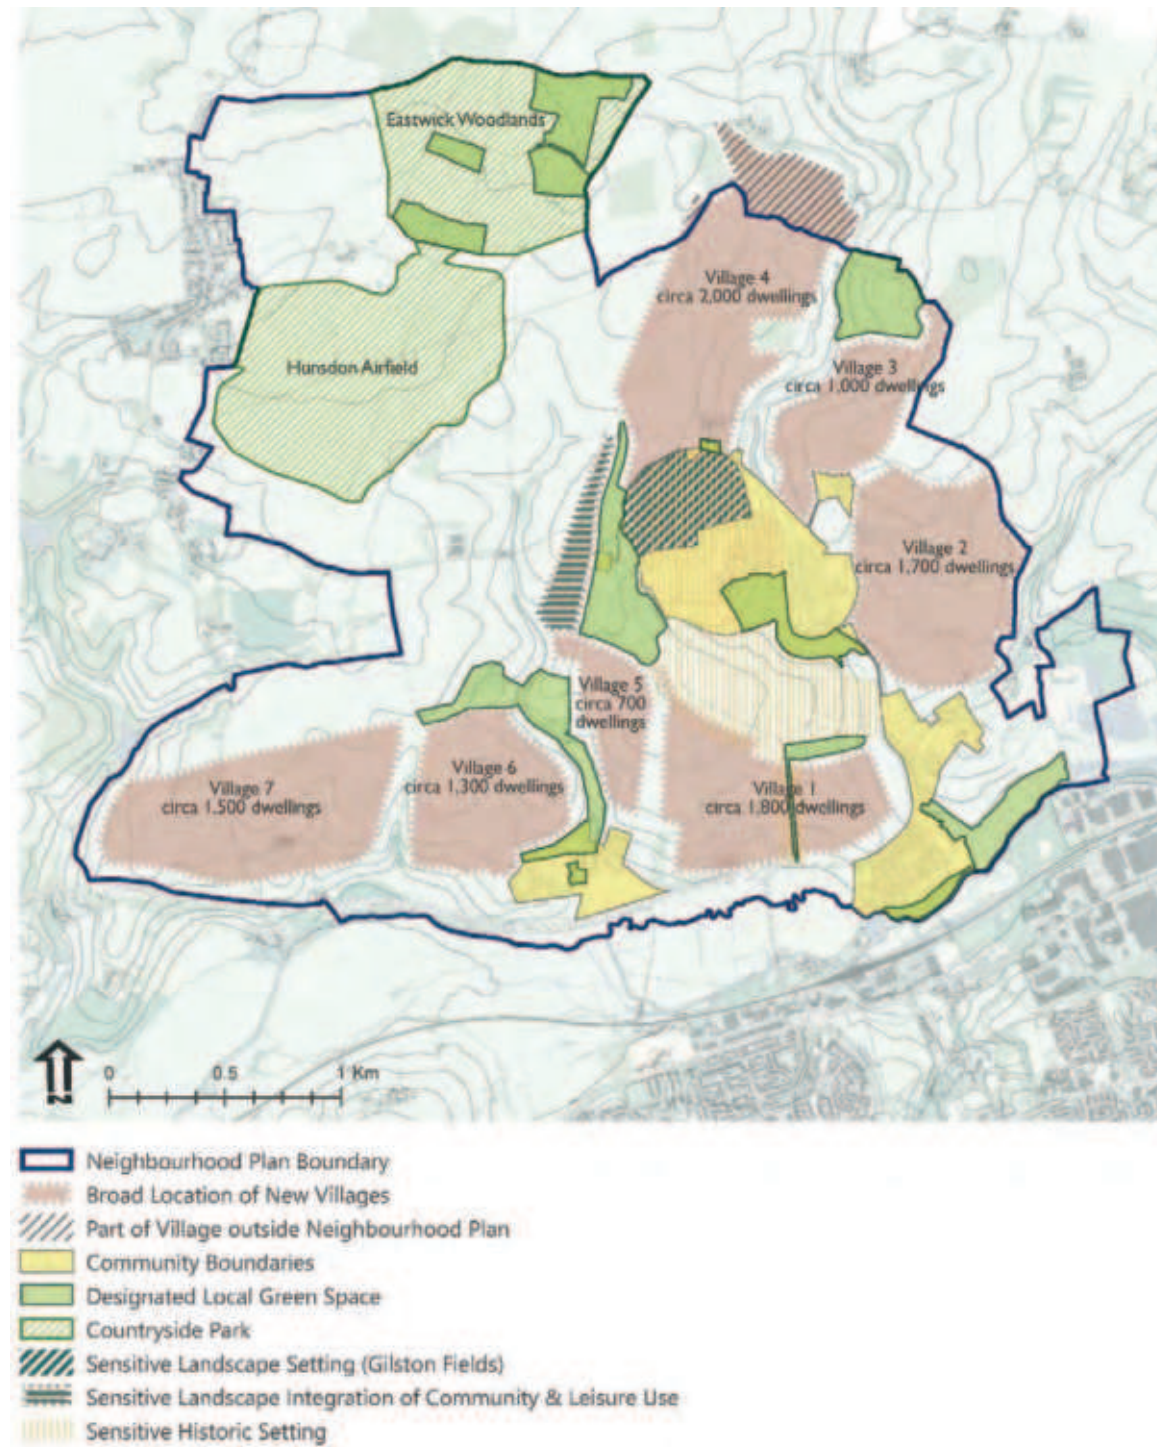 Eastwick Woodlands
Village 4
circa 2,000 dwellings
Hunsdon Airfield
Village 3
circa 1,000 dwellings
Village 2
circa 1,700 dwellings
Village 5
circa 700
dwellings
Village 6
circa 1,300 dwellings
Village 7
circa 1,500 dwellings
Village 1
circa 1,800 dwellings
0 0.5 1 Km
N
Neighbourhood Plan Boundary
Broad Location of New Villages
Part of Village outside Neighbourhood Plan
Community Boundaries
Designated Local Green Space
Countryside Park
Sensitive Landscape Setting (Gilston Fields)
Sensitive Landscape Integration of Community & Leisure Use
Sensitive Historic Setting